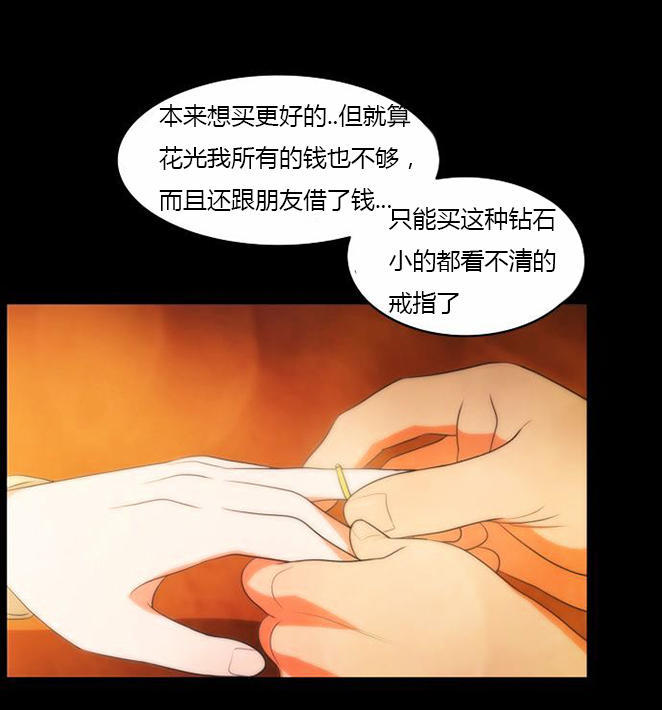 本来想买更好的..但就算
花光我所有的钱也不够，
而且还跟朋友借了钱...
只能买这种钻石
小的都看不清的
戒指了